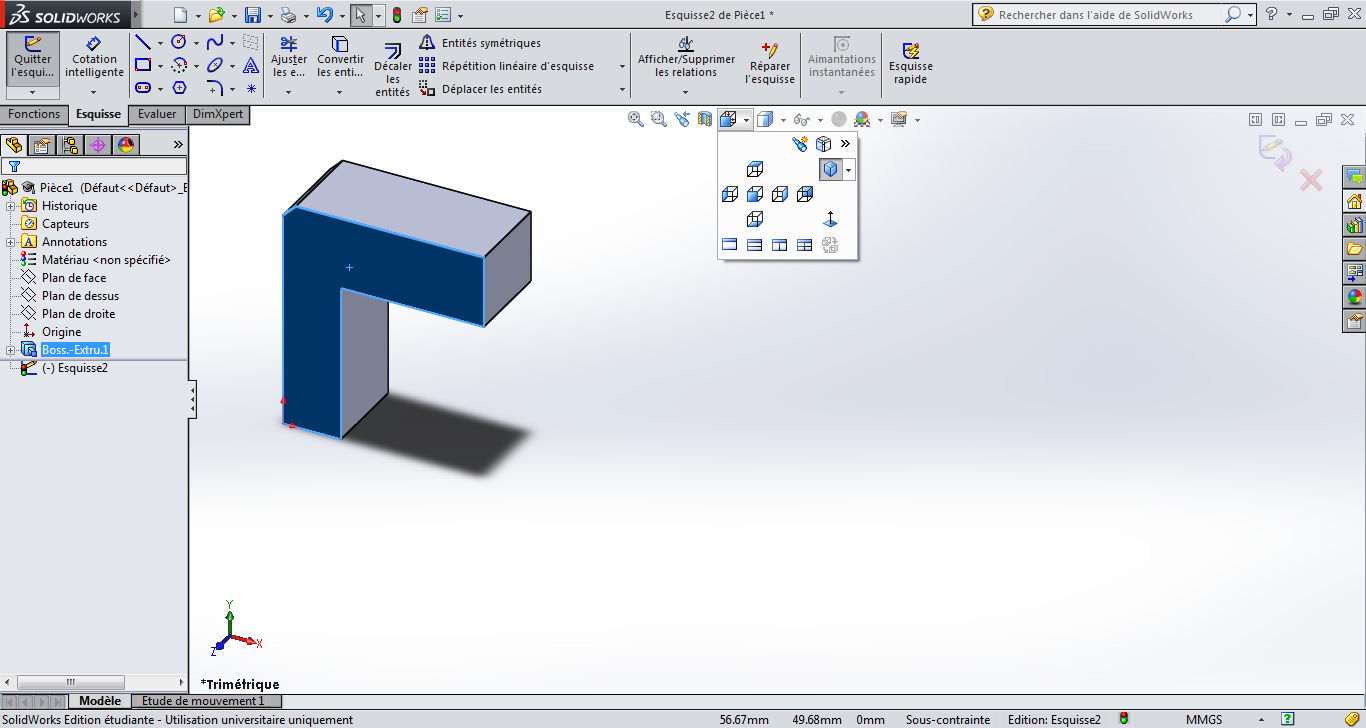 SOLIDWORKS
Esquisse2 de Pièce1 *
Rechercher dans l'aide de SolidWorks
Quitter
l'esqui...
Cotation
intelligente
Ajuster
les e...
Convertir
les enti...
Décaler
les
entités
Entités symétriques
Répétition linéaire d'esquisse
Déplacer les entités
Afficher/Supprimer
les relations
Réparer
l'esquisse
Aimantations
instantanées
Esquisse
rapide
Fonctions
Esquisse
Evaluer
DimXpert
Pièce1 (Défaut<<Défaut>_E
Historique
Capteurs
Annotations
Matériau <non spécifié>
Plan de face
Plan de dessus
Plan de droite
Origine
Boss.-Extru.1
(-) Esquisse2
Y
X
Z
*Trimétrique
Modèle
Etude de mouvement 1
SolidWorks Edition étudiante - Utilisation universitaire uniquement
56.67mm
49.68mm
0mm
Sous-contrainte
Edition: Esquisse2
MMGS